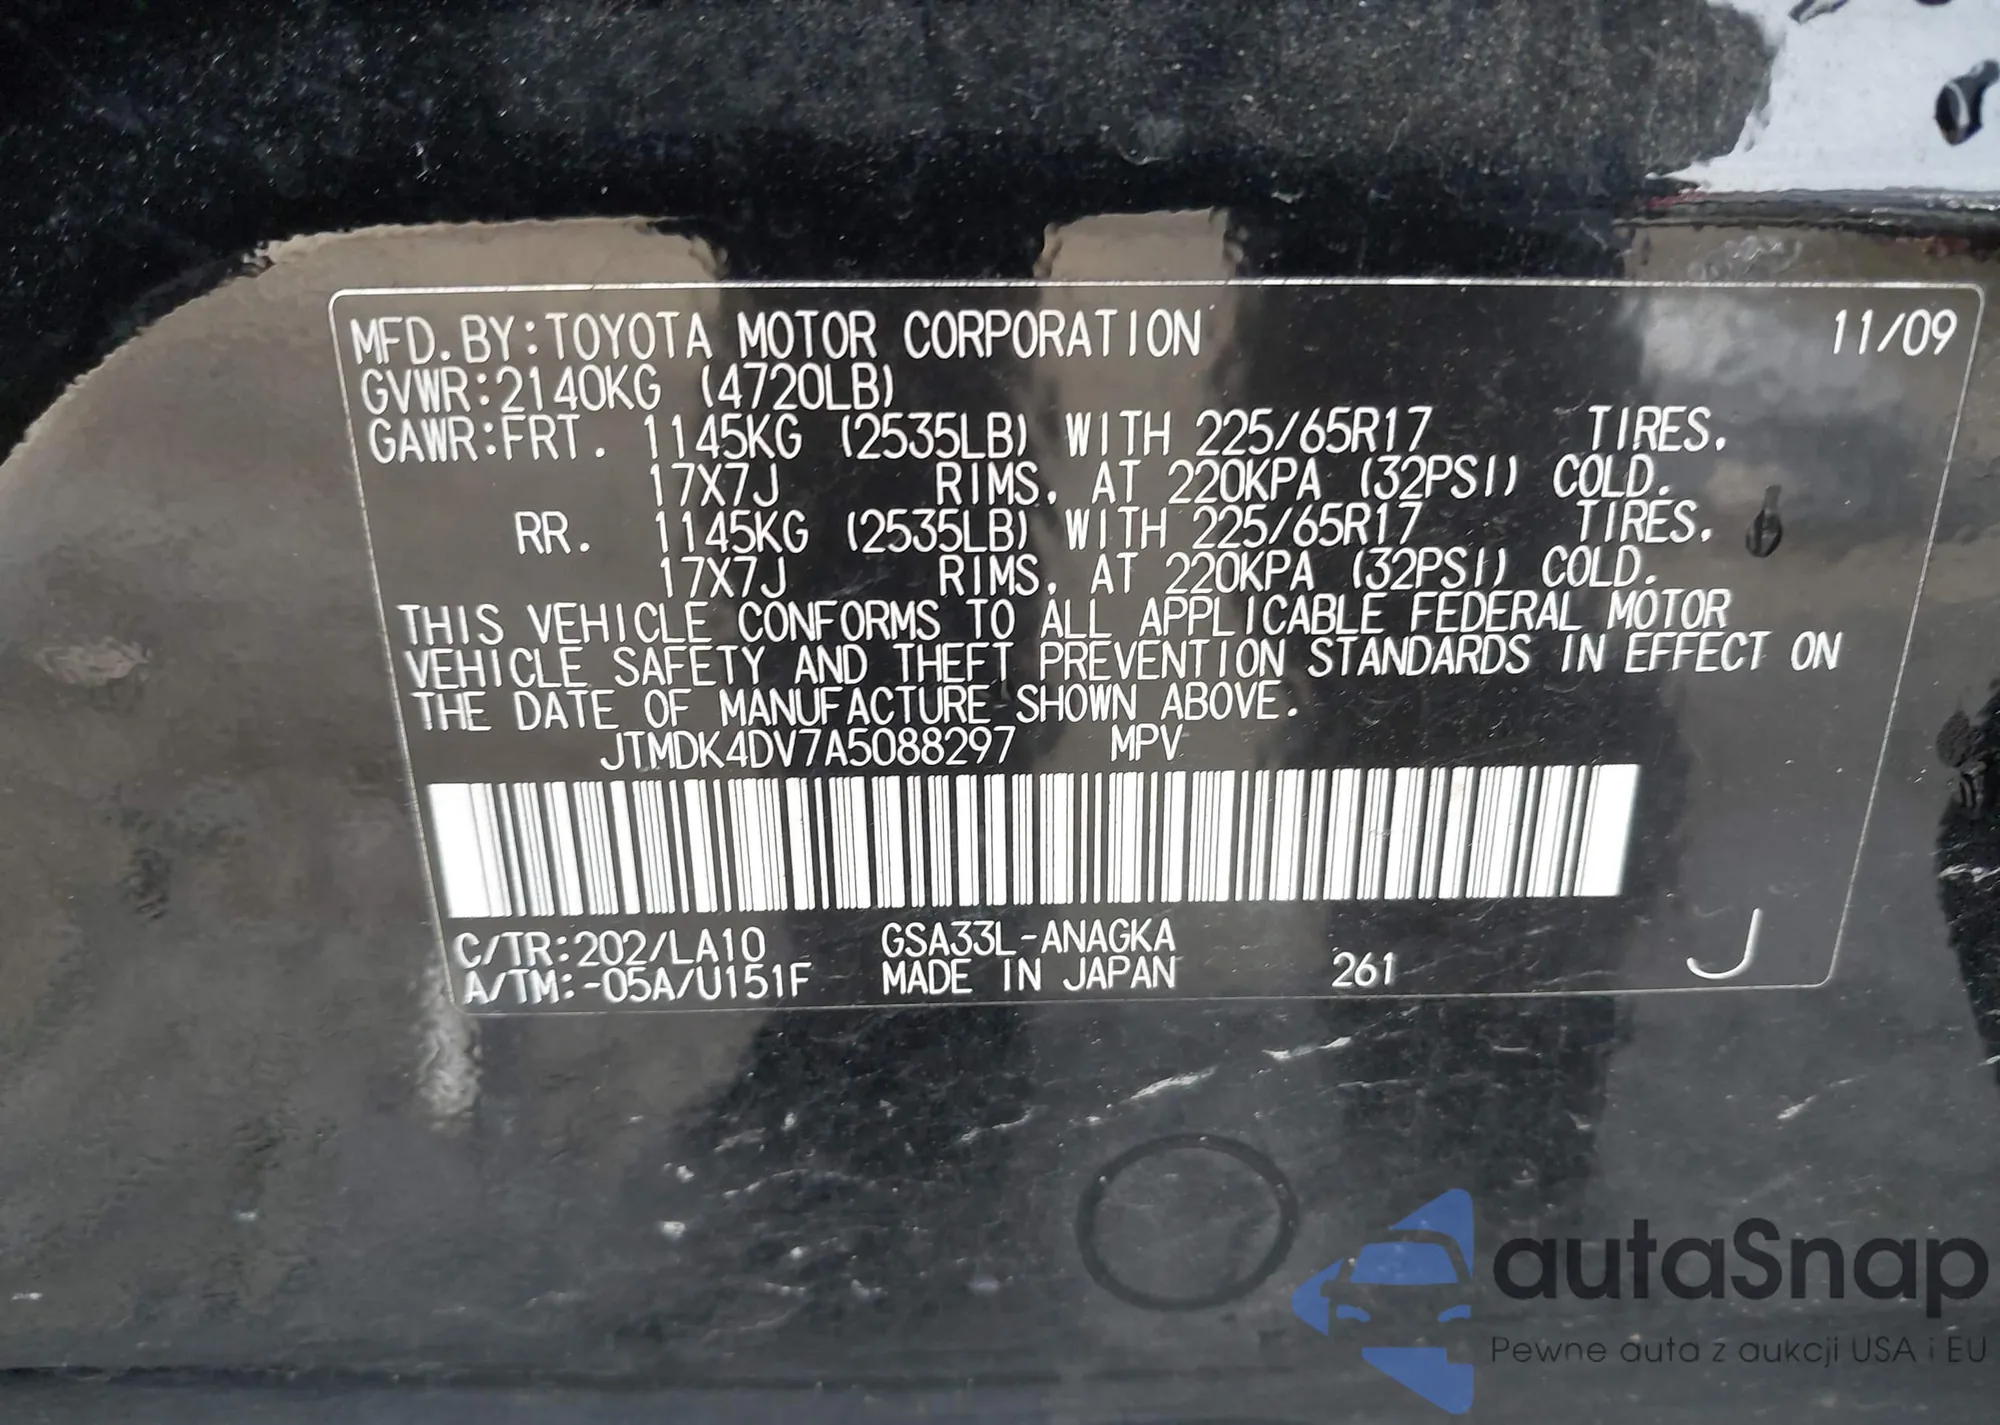 MFD.BY:TOYOTA MOTOR CORPORATION 11/09
GVWR:2140KG (4720LB)
GAWR:FRT. 1145KG (2535LB) WITH 225/65R17 TIRES.
17X7J RIMS, AT 220KPA (32PSI) COLD.
RR. 1145KG (2535LB) WITH 225/65R17 TIRES.
17X7J RIMS, AT 220KPA (32PSI) COLD.
THIS VEHICLE CONFORMS TO ALL APPLICABLE FEDERAL MOTOR
VEHICLE SAFETY AND THEFT PREVENTION STANDARDS IN EFFECT ON
THE DATE OF MANUFACTURE SHOWN ABOVE.
JTMDK4DV7A5088297 MPV
C/TR:202/LA10 GSA33L-ANAGKA
A/TM:-05A/U151F MADE IN JAPAN 261 J
autaSnap
Pewne auta z aukcji USA i EU